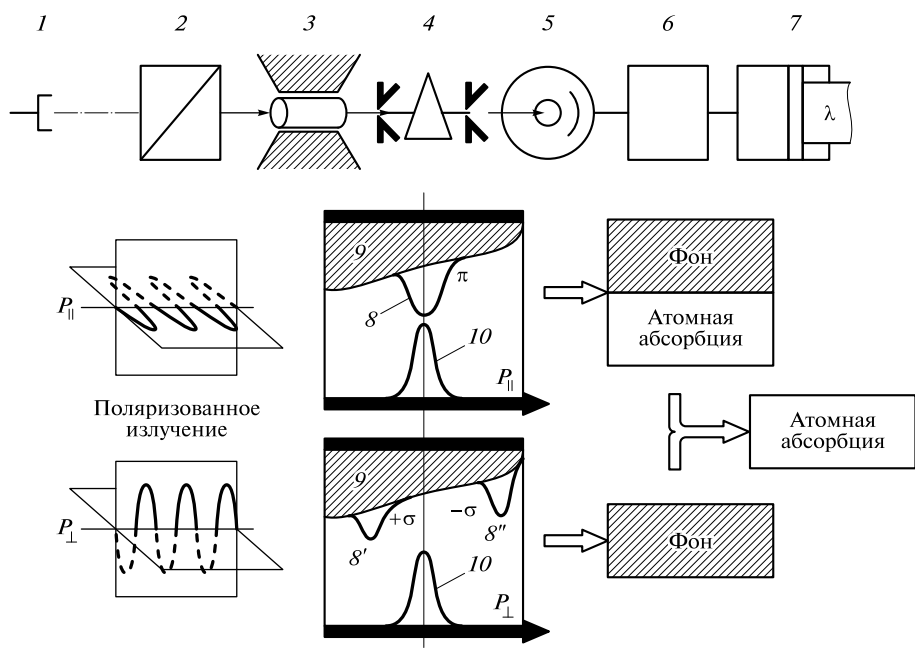 1 2 3 4 5 6 7
λ
9
π
8
10
P∥
P∥
Фон
Атомная
абсорбция
Поляризованное
излучение
Атомная
абсорбция
9
+σ
−σ
8′
8″
10
P⊥
P⊥
Фон